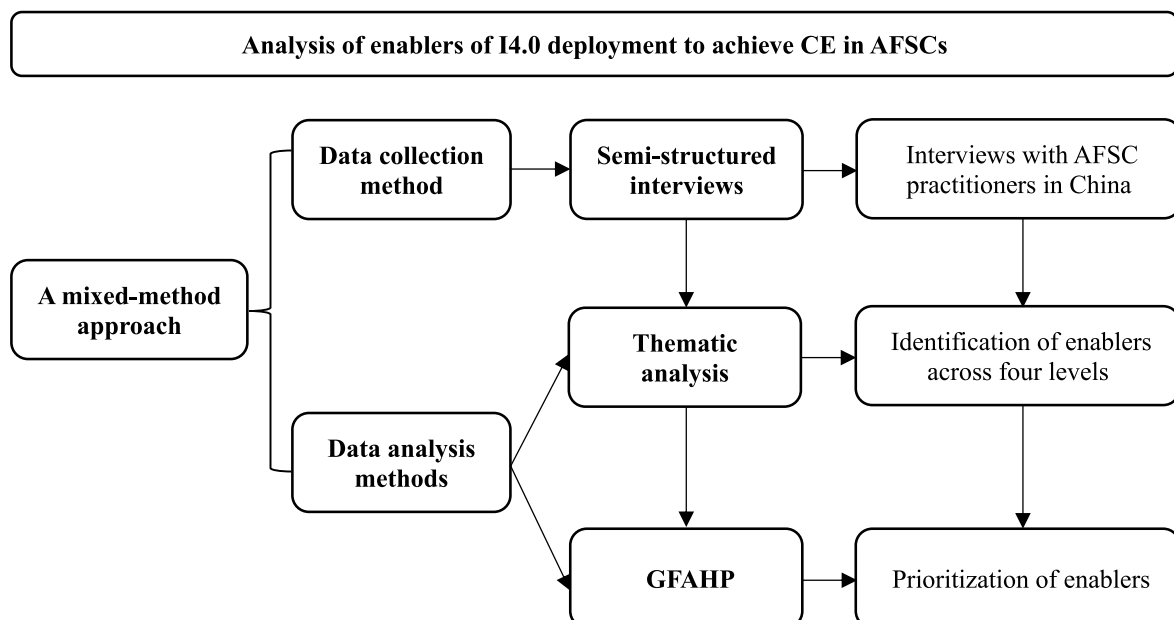 Analysis of enablers of I4.0 deployment to achieve CE in AFSCs
Data collection
method
Semi-structured
interviews
Interviews with AFSC
practitioners in China
A mixed-method
approach
Thematic
analysis
Identification of enablers
across four levels
Data analysis
methods
GFAHP
Prioritization of enablers